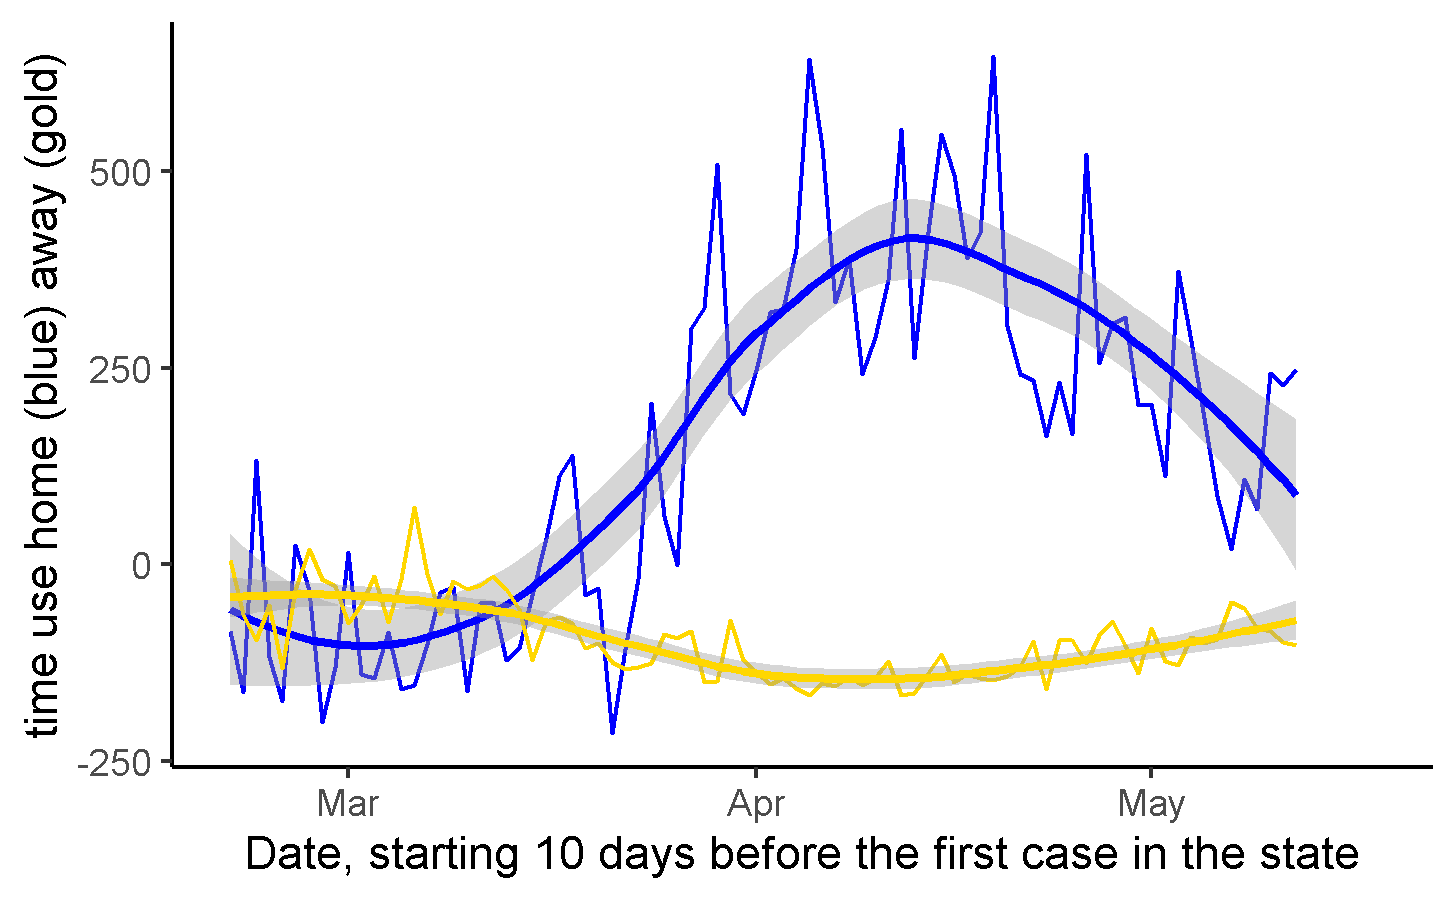 time use home (blue) away (gold)
500
250
0
-250
Mar Apr May
Date, starting 10 days before the first case in the state